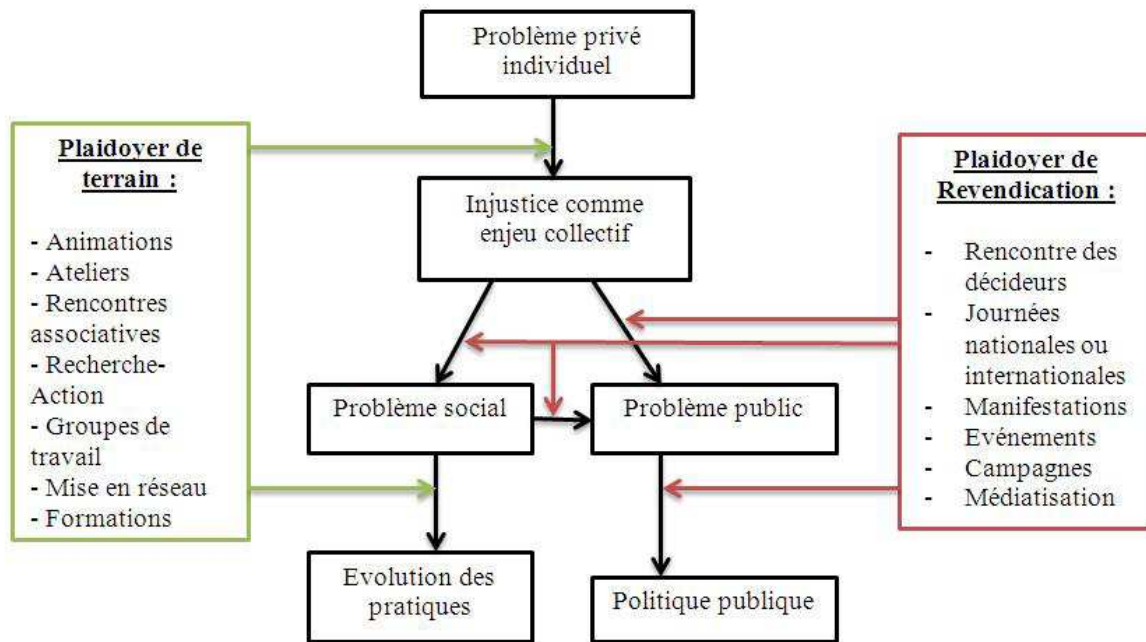 Problème privé
individuel
Plaidoyer de
terrain :
- Animations
- Ateliers
- Rencontres
associatives
- Recherche-
Action
- Groupes de
travail
- Mise en réseau
- Formations
Injustice comme
enjeu collectif
Problème social
Problème public
Evolution des
pratiques
Politique publique
Plaidoyer de
Revendication :
- Rencontre des
décideurs
- Journées
nationales ou
internationales
- Manifestations
- Evénements
- Campagnes
- Médiatisation